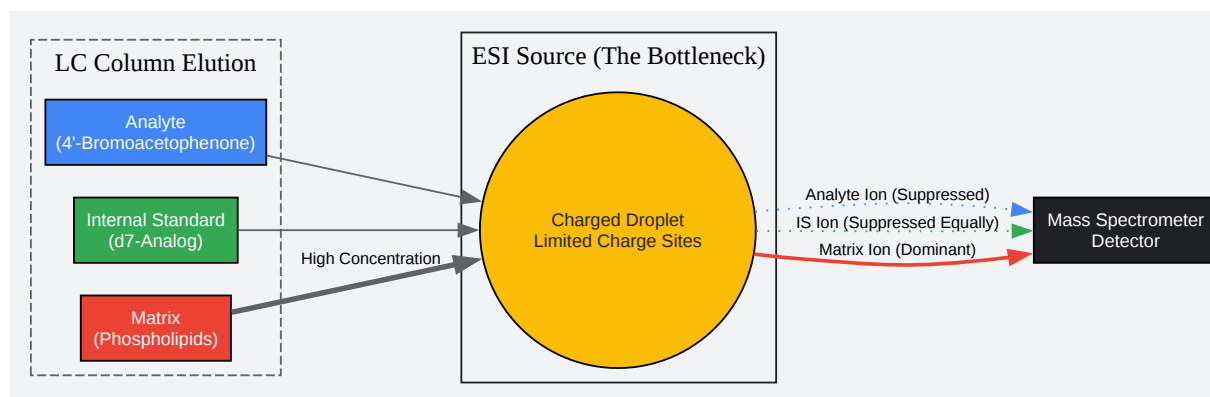 LC Column Elution
Analyte
(4'-Bromoacetophenone)
Internal Standard
(d7-Analog)
Matrix
(Phospholipids)
High Concentration
ESI Source (The Bottleneck)
Charged Droplet
Limited Charge Sites
Analyte Ion (Suppressed)
IS Ion (Suppressed Equally)
Matrix Ion (Dominant)
Mass Spectrometer
Detector